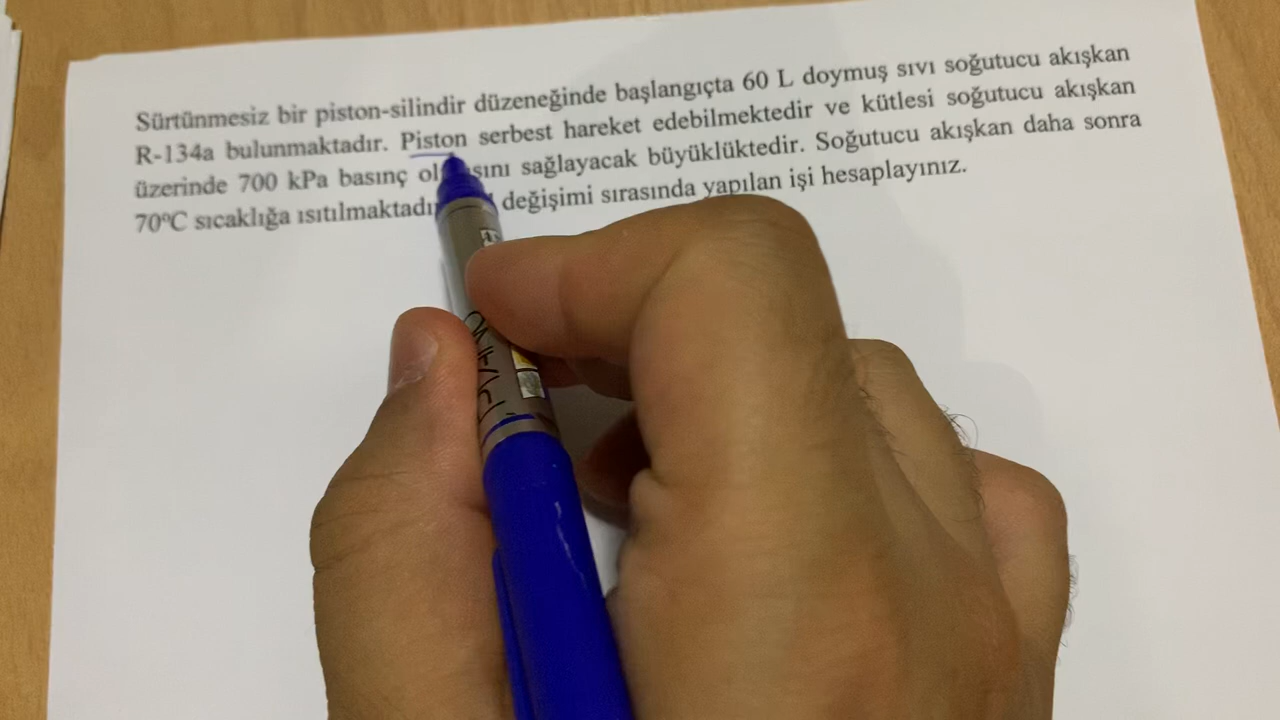 Sürtünmesiz bir piston-silindir düzeneğinde başlangıçta 60 L doymuş sıvı soğutucu akışkan
R-134a bulunmaktadır. Piston serbest hareket edebilmektedir ve kütlesi soğutucu akışkan
üzerinde 700 kPa basınç sağlayacak büyüklüktedir. Soğutucu akışkan daha sonra
70ºC sıcaklığa ısıtılmaktadır değişimi sırasında yapılan işi hesaplayınız.